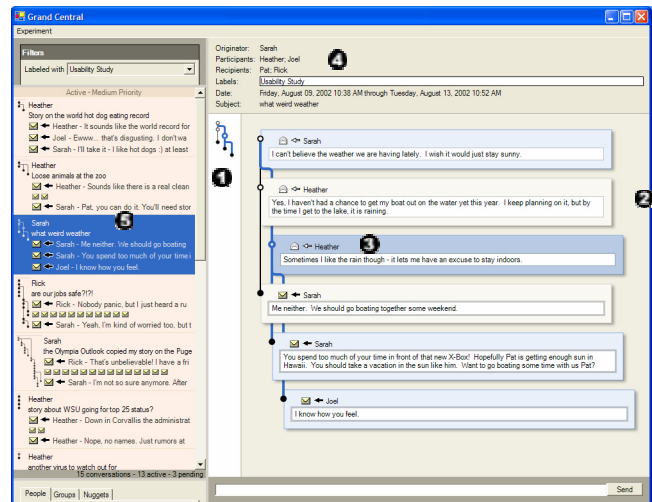 Grand Central
Experiment
Filters
Labeled with Usability Study
Active - Medium Priority
Heather
Story on the world hot dog eating record
Heather - It sounds like the world record for
Joel - Ewww... that's disgusting. I don't wa
Sarah - I'll take it - I like hot dogs :) at least
Heather
Loose animals at the zoo
Heather - Sounds like there is a real clean
Sarah - Pat, you can do it. You'll need stor
Sarah
what weird weather
Sarah - Me neither. We should go boating
Sarah - You spend too much of your time i
Joel - I know how you feel.
5
Rick
are our jobs safe?!?!
Rick - Nobody panic, but I just heard a ru
Sarah - Yeah, I'm kind of worried too, but t
Sarah
the Olympia Outlook copied my story on the Puge
Rick - That's unbelievable! I have a fri
Sarah - I'm not so sure anymore. After
Heather
story about WSU going for top 25 status?
Heather - Down in Corvallis the administrat
Heather - Nope, no names. Just rumors at
Heather
another virus to watch out for
15 conversations - 13 active - 3 pending
People Groups Nuggets
Originator: Sarah
Participants: Heather; Joel
Recipients: Pat; Rick
Labels: Usability Study
Date: Friday, August 09, 2002 10:38 AM through Tuesday, August 13, 2002 10:52 AM
Subject: what weird weather
4
1
2
Sarah
I can't believe the weather we are having lately. I wish it would just stay sunny.
Heather
Yes, I haven't had a chance to get my boat out on the water yet this year. I keep planning on it, but by
the time I get to the lake, it is raining.
Heather
3
Sometimes I like the rain though - it lets me have an excuse to stay indoors.
Sarah
Me neither. We should go boating together some weekend.
Sarah
You spend too much of your time in front of that new X-Box! Hopefully Pat is getting enough sun in
Hawaii. You should take a vacation in the sun like him. Want to go boating some time with us Pat?
Joel
I know how you feel.
Send